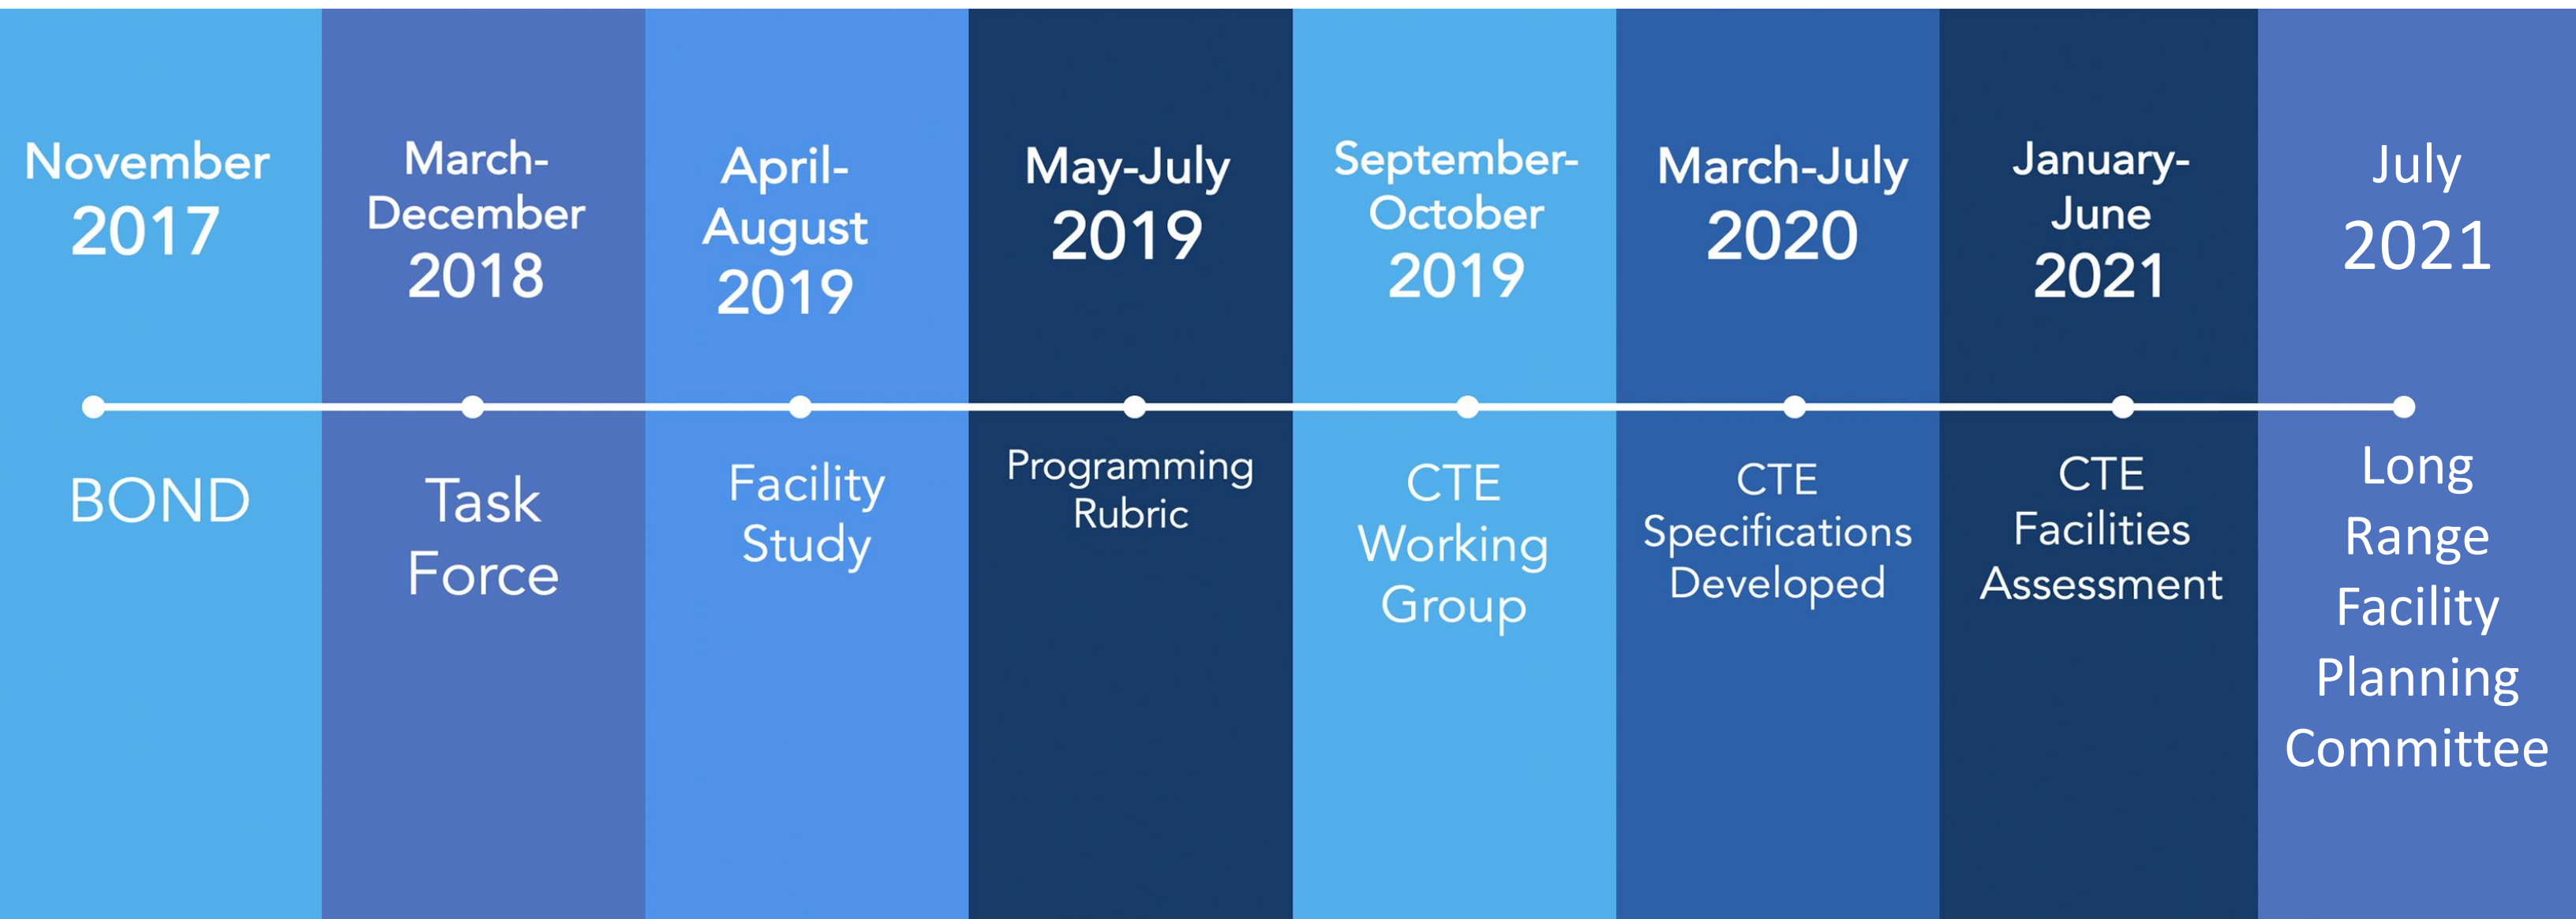 November
2017
BOND
March-
December
2018
Task
Force
April-
August
2019
Facility
Study
May-July
2019
Programming
Rubric
September-
October
2019
CTE
Working
Group
March-July
2020
CTE
Specifications
Developed
January-
June
2021
CTE
Facilities
Assessment
July
2021
Long
Range
Facility
Planning
Committee